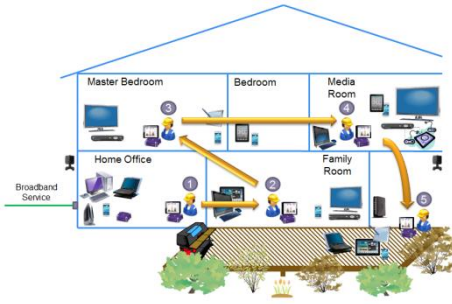 Master Bedroom
Bedroom
Media
Room
3
4
Home Office
Family
Room
1
2
5
Broadband
Service